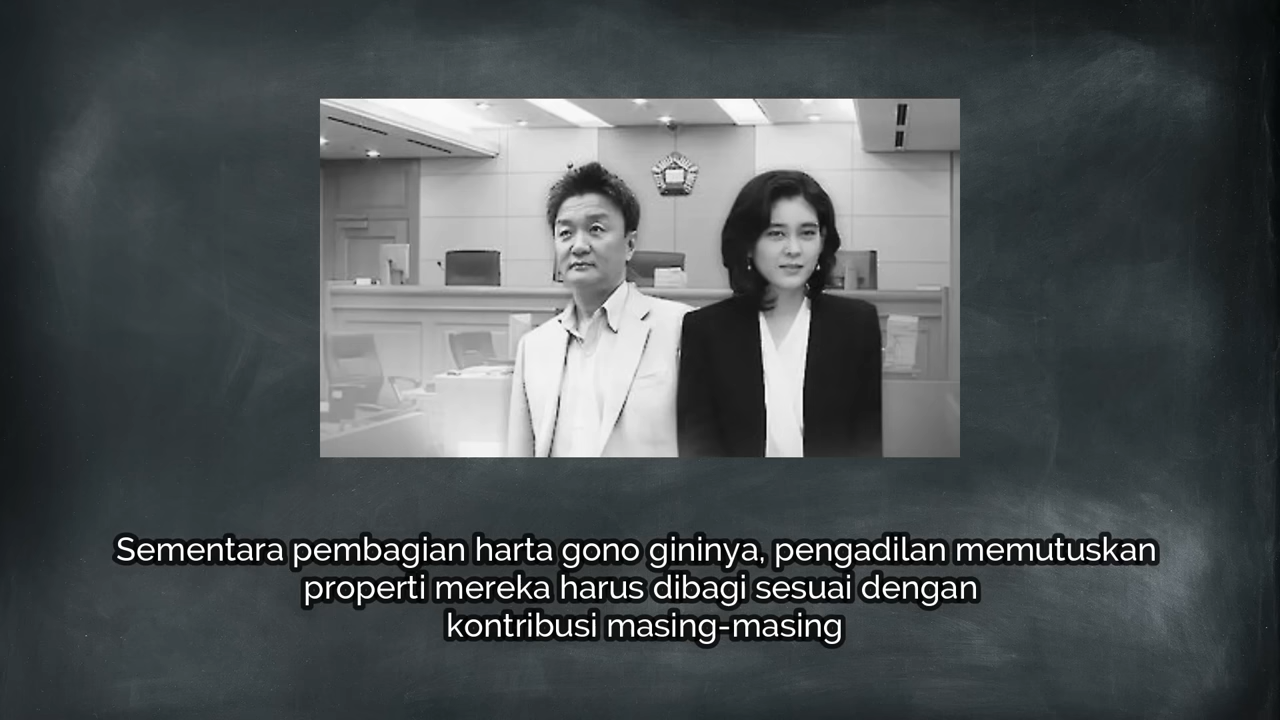 Sementara pembagian harta gono gininya, pengadilan memutuskan
properti mereka harus dibagi sesuai dengan
kontribusi masing-masing